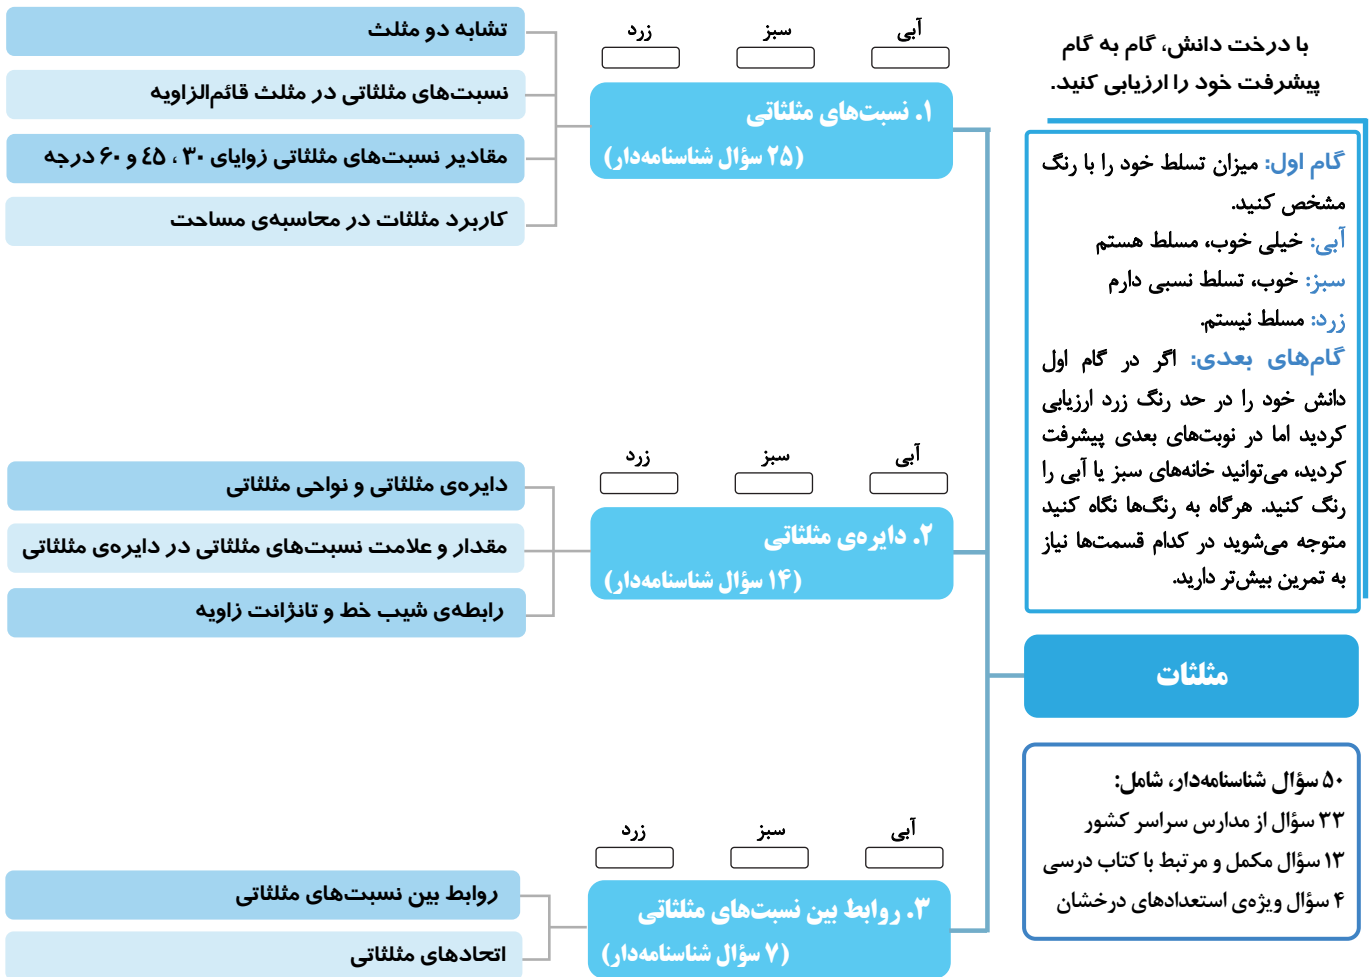 با درخت دانش، گام به گام
پیشرفت خود را ارزیابی کنید.
گام اول: میزان تسلط خود را با رنگ
مشخص کنید.
آبی: خیلی خوب، مسلط هستم
سبز: خوب، تسلط نسبی دارم
زرد: مسلط نیستم.
گام‌های بعدی: اگر در گام اول
دانش خود را در حد رنگ زرد ارزیابی
کردید اما در نوبت‌های بعدی پیشرفت
کردید، می‌توانید خانه‌های سبز یا آبی را
رنگ کنید. هرگاه به رنگ‌ها نگاه کنید
متوجه می‌شوید در کدام قسمت‌ها نیاز
به تمرین بیش‌تر دارید.
مثلثات
۵۰ سؤال شناسنامه‌دار، شامل:
۳۳ سؤال از مدارس سراسر کشور
۱۳ سؤال مکمل و مرتبط با کتاب درسی
۴ سؤال ویژه‌ی استعدادهای درخشان
آبی سبز زرد
۱. نسبت‌های مثلثاتی
(۲۵ سؤال شناسنامه‌دار)
تشابه دو مثلث
نسبت‌های مثلثاتی در مثلث قائم‌الزاویه
مقادیر نسبت‌های مثلثاتی زوایای ۳۰ ، ۴۵ و ۶۰ درجه
کاربرد مثلثات در محاسبه‌ی مساحت
آبی سبز زرد
۲. دایره‌ی مثلثاتی
(۱۴ سؤال شناسنامه‌دار)
دایره‌ی مثلثاتی و نواحی مثلثاتی
مقدار و علامت نسبت‌های مثلثاتی در دایره‌ی مثلثاتی
رابطه‌ی شیب خط و تانژانت زاویه
آبی سبز زرد
۳. روابط بین نسبت‌های مثلثاتی
(۷ سؤال شناسنامه‌دار)
روابط بین نسبت‌های مثلثاتی
اتحادهای مثلثاتی